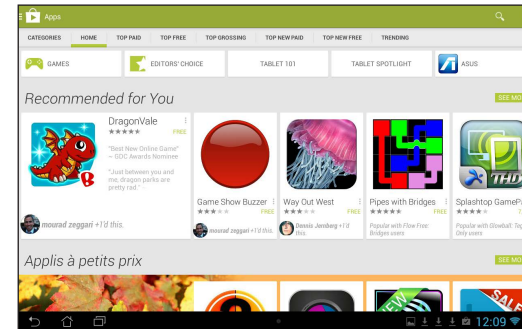 Apps
CATEGORIES HOME TOP PAID TOP FREE TOP GROSSING TOP NEW PAID TOP NEW FREE TRENDING
GAMES EDITORS' CHOICE TABLET 101 TABLET SPOTLIGHT ASUS
Recommended for You SEE MO
DragonVale
FREE
"Best New Online Game"
~ GDC Awards Nominee
"Just between you and
me, dragon parks are
pretty rad."
mourad zeggari +1'd this.
Game Show Buzzer
FREE
mourad zeggari +1'd this.
Way Out West
FREE
Dennis Jernberg +1'd
this.
Pipes with Bridges
FREE
Popular with Flow Free:
Bridges users
THD
Splashtop GamePa
Popular with Glowball: Teg
Only users
Applis à petits prix SEE MO
NEW
SALE
12:09